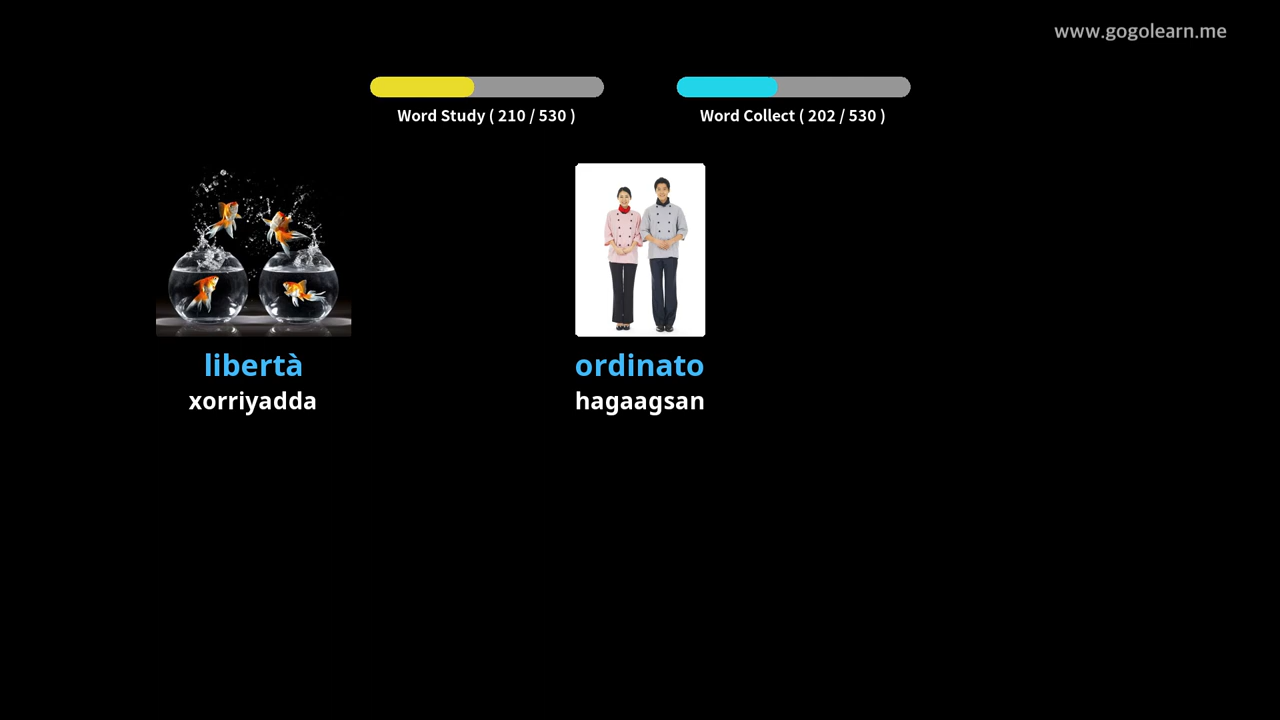 www.gogolearn.me
Word Study ( 210 / 530 )
Word Collect ( 202 / 530 )
libertà
xorriyadda
ordinato
hagaagsan